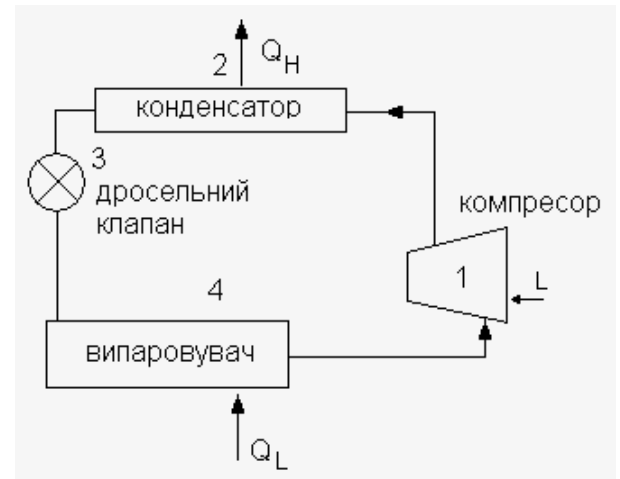 2 Q_H
конденсатор
3
дросельний
клапан
компресор
1
L
4
випаровувач
Q_L